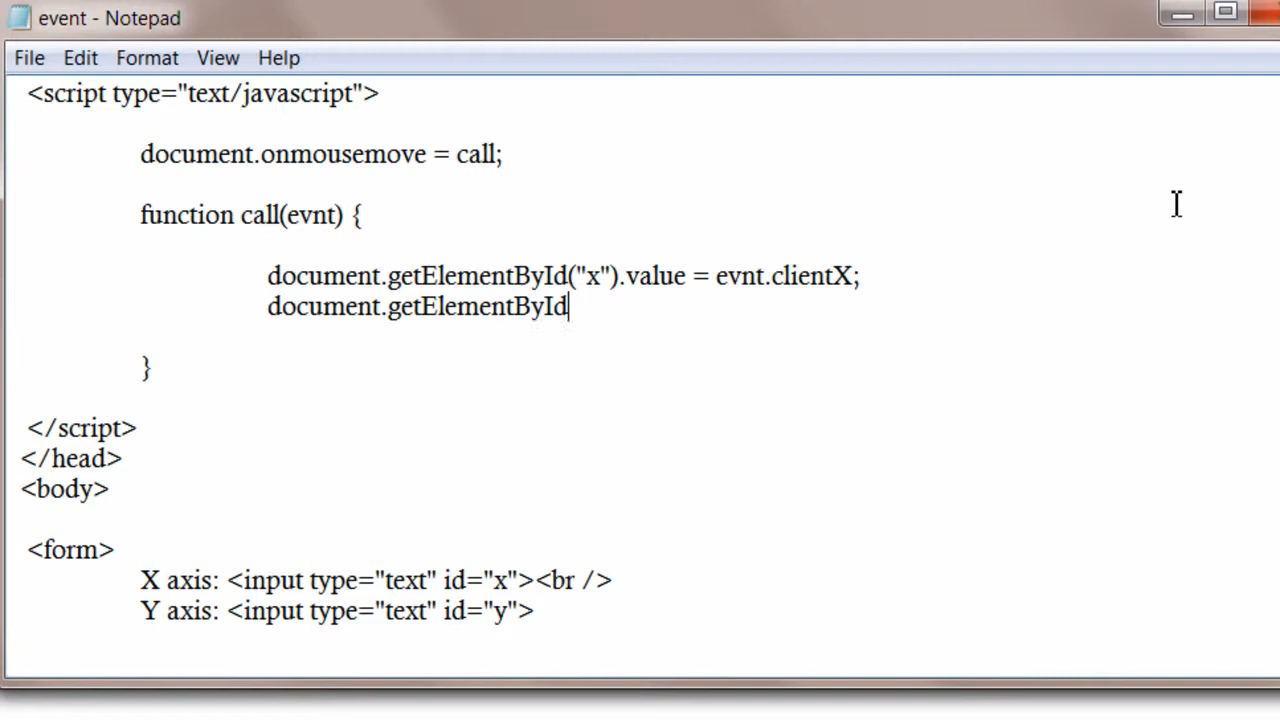 event - Notepad
File Edit Format View Help
<script type="text/javascript">
document.onmousemove = call;
function call(evnt) {
document.getElementById("x").value = evnt.clientX;
document.getElementById
}
</script>
</head>
<body>
<form>
X axis: <input type="text" id="x"><br />
Y axis: <input type="text" id="y">